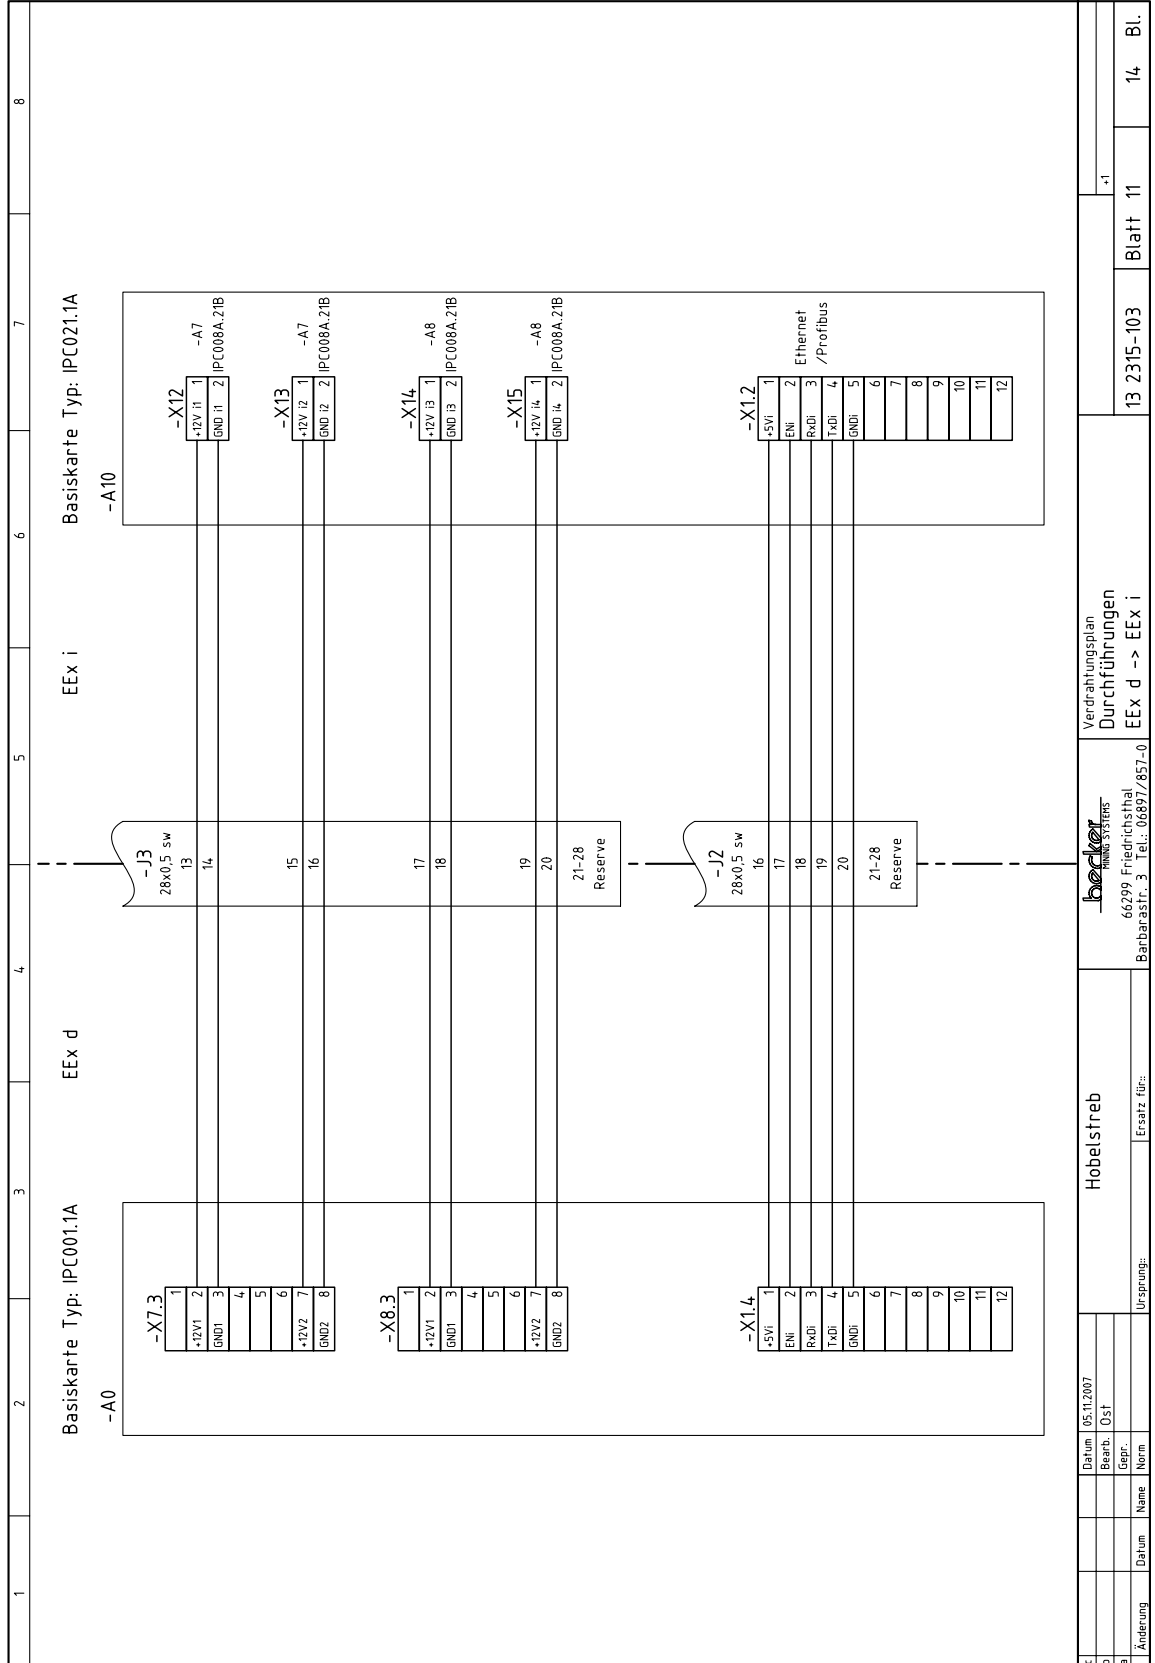 1 2 3 4 5 6 7 8
Basiskarte Typ: IPC001.1A
EEx d
EEx i
Basiskarte Typ: IPC021.1A
-A0
-A10
-X7.3
1
+12V1 2
GND1 3
4
5
6
+12V2 7
GND2 8
-X8.3
1
+12V1 2
GND1 3
4
5
6
+12V2 7
GND2 8
-X1.4
+5Vi 1
ENi 2
RxDi 3
TxDi 4
GNDi 5
6
7
8
9
10
11
12
-J3
28x0,5 sw
13
14
15
16
17
18
19
20
21-28
Reserve
-J2
28x0,5 sw
16
17
18
19
20
21-28
Reserve
-X12
+12V i1 1 -A7
GND i1 2 IPC008A.21B
-X13
+12V i2 1 -A7
GND i2 2 IPC008A.21B
-X14
+12V i3 1 -A8
GND i3 2 IPC008A.21B
-X15
+12V i4 1 -A8
GND i4 2 IPC008A.21B
-X1.2
+5Vi 1
ENi 2
RxDi 3
TxDi 4
GNDi 5
6
7
8
9
10
11
12
Ethernet
/Profibus
Änderung Datum Name
Datum 05.11.2007
Bearb. Ost
Gepr.
Norm
Hobelstreb
Ursprung:: Ersatz für::
becker
MINING SYSTEMS
66299 Friedrichsthal
Barbarastr. 3 Tel.: 06897/857-0
Verdrahtungsplan
Durchführungen
EEx d -> EEx i
+1
13 2315-103 Blatt 11 14 Bl.